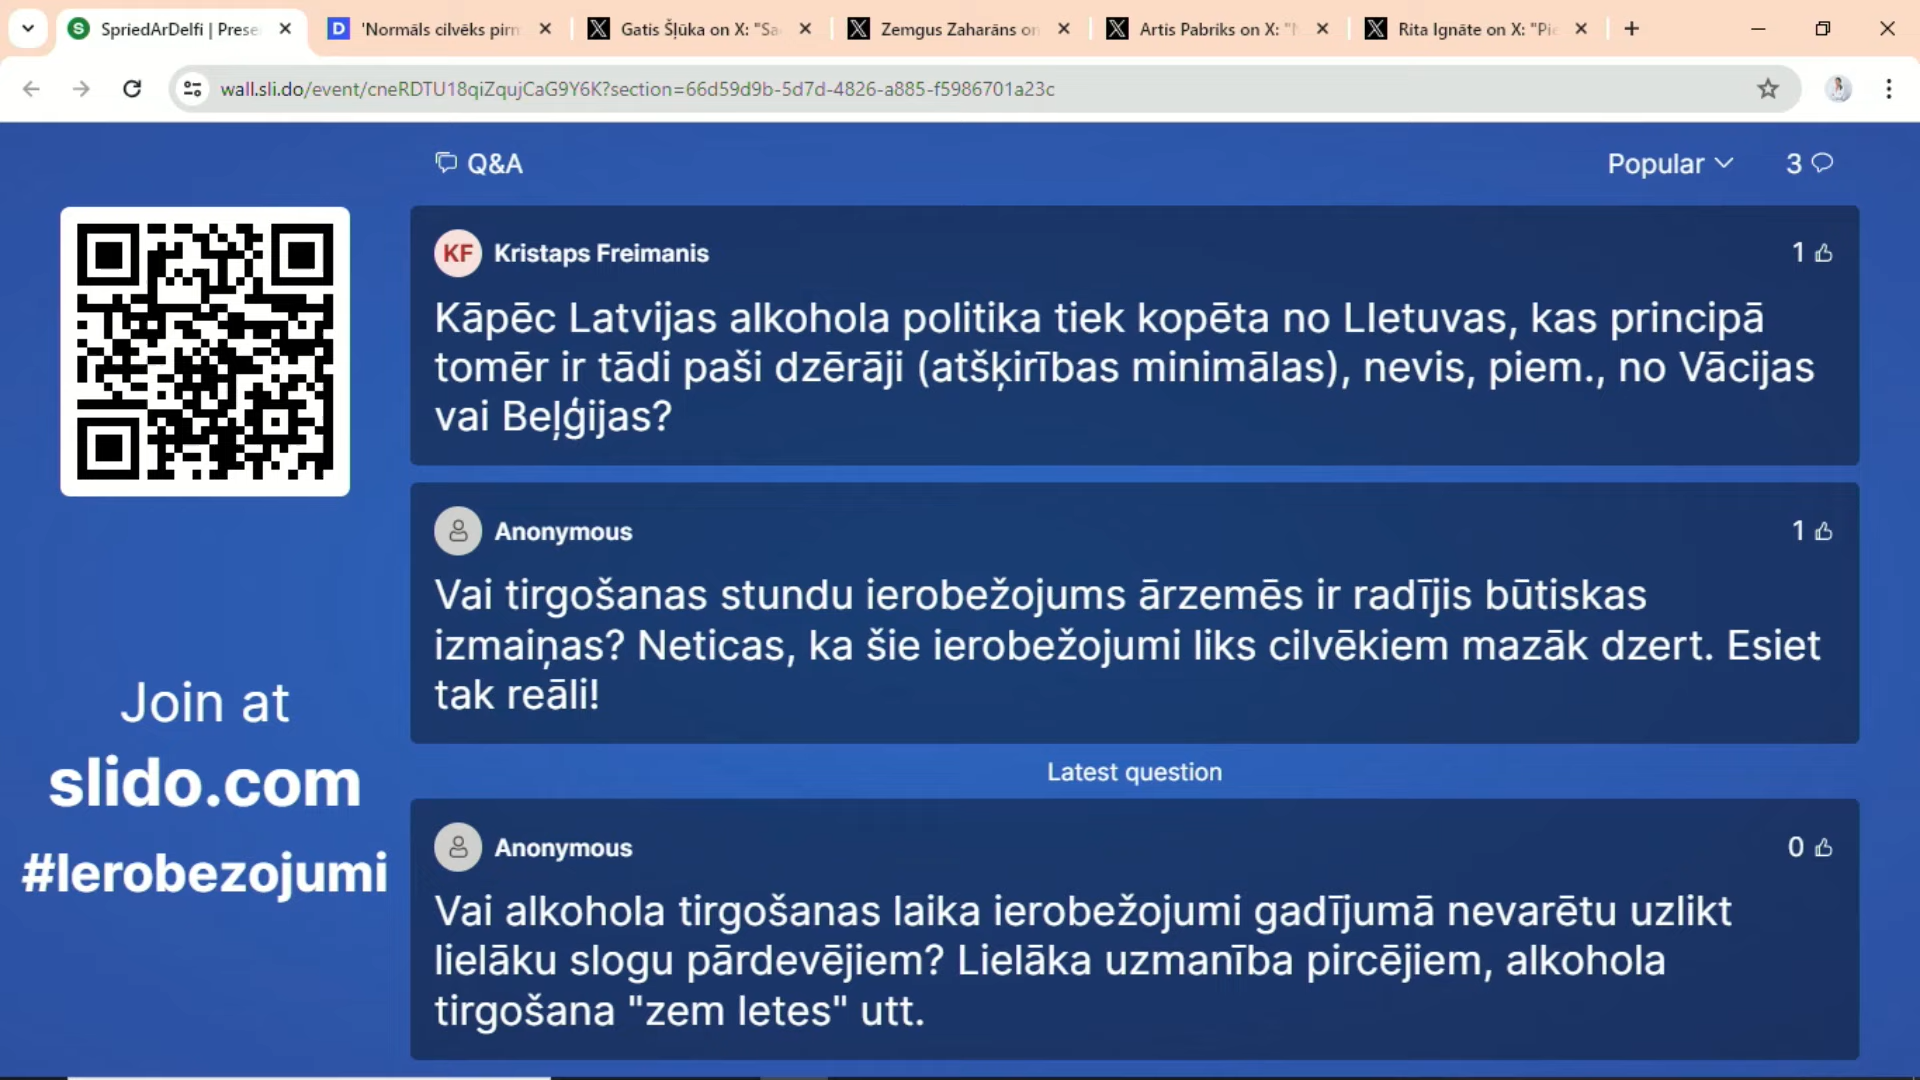 SpriedArDelfi | Prese
'Normāls cilvēks pirm
Gatis Šļūka on X: "Sa
Zemgus Zaharāns on
Artis Pabriks on X: "N
Rita Ignāte on X: "Pie
wall.sli.do/event/cneRDTU18qiZqujCaG9Y6K?section=66d59d9b-5d7d-4826-a885-f5986701a23c
Q&A
Popular
3
KF Kristaps Freimanis
1
Kāpēc Latvijas alkohola politika tiek kopēta no LIetuvas, kas principā
tomēr ir tādi paši dzērāji (atšķirības minimālas), nevis, piem., no Vācijas
vai Beļģijas?
Anonymous
1
Vai tirgošanas stundu ierobežojums ārzemēs ir radījis būtiskas
izmaiņas? Neticas, ka šie ierobežojumi liks cilvēkiem mazāk dzert. Esiet
tak reāli!
Latest question
Anonymous
0
Vai alkohola tirgošanas laika ierobežojumi gadījumā nevarētu uzlikt
lielāku slogu pārdevējiem? Lielāka uzmanība pircējiem, alkohola
tirgošana "zem letes" utt.
Join at
slido.com
#Ierobezojumi